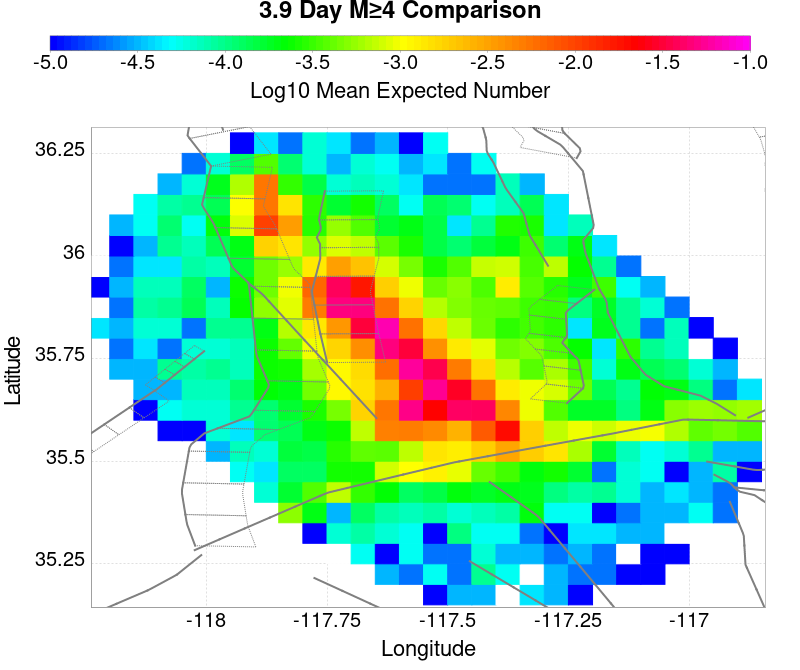 3.9 Day M≥4 Comparison
-5.0 -4.5 -4.0 -3.5 -3.0 -2.5 -2.0 -1.5 -1.0
Log10 Mean Expected Number
36.25
36
35.75
35.5
35.25
Latitude
-118 -117.75 -117.5 -117.25 -117
Longitude